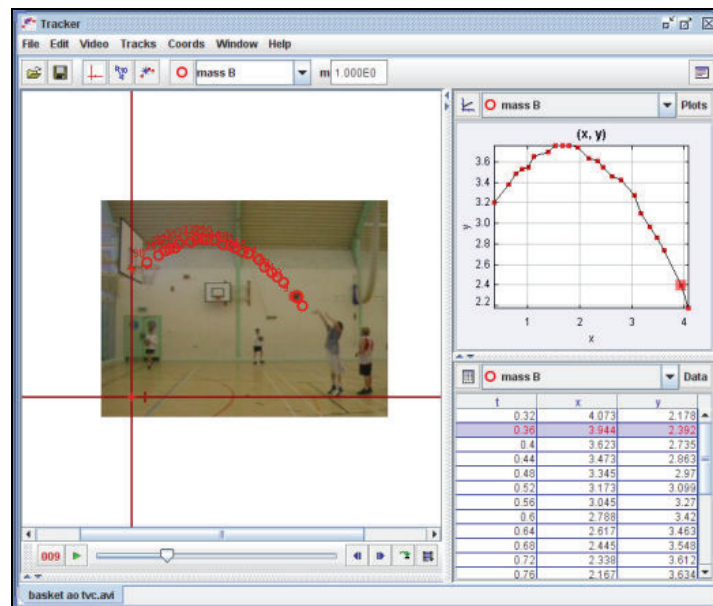 Tracker
File Edit Video Tracks Coords Window Help
mass B m 1.000E0
mass B Plots
(x, y)
3.6
3.4
3.2
3.0
2.8
2.6
2.4
2.2
y
1 2 3 4
x
mass B Data
t x y
0.32 4.073 2.178
0.36 3.944 2.392
0.4 3.623 2.735
0.44 3.473 2.863
0.48 3.345 2.97
0.52 3.173 3.099
0.56 3.045 3.27
0.6 2.788 3.42
0.64 2.617 3.463
0.68 2.445 3.548
0.72 2.338 3.612
0.76 2.167 3.634
009
basket ao tvc.avi